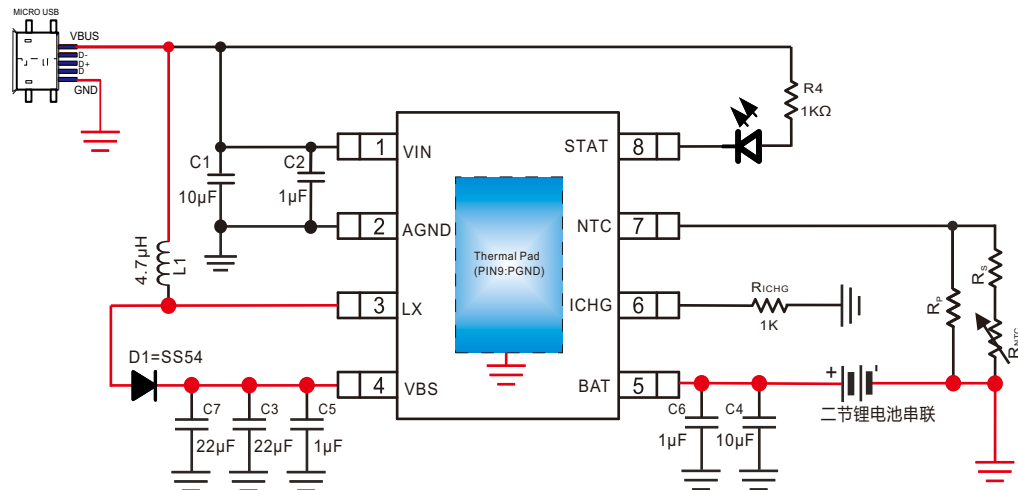 MICRO USB
VBUS
D-
D+
D
GND
R4
1KΩ
1
VIN
STAT
8
C1
10µF
C2
1µF
2
AGND
Thermal Pad
(PIN9:PGND)
NTC
7
4.7µH
L1
RS
RP
RNTC
3
LX
ICHG
6
RICHG
1K
D1=SS54
4
VBS
BAT
5
+
-
二节锂电池串联
C7
22µF
C3
22µF
C5
1µF
C6
1µF
C4
10µF